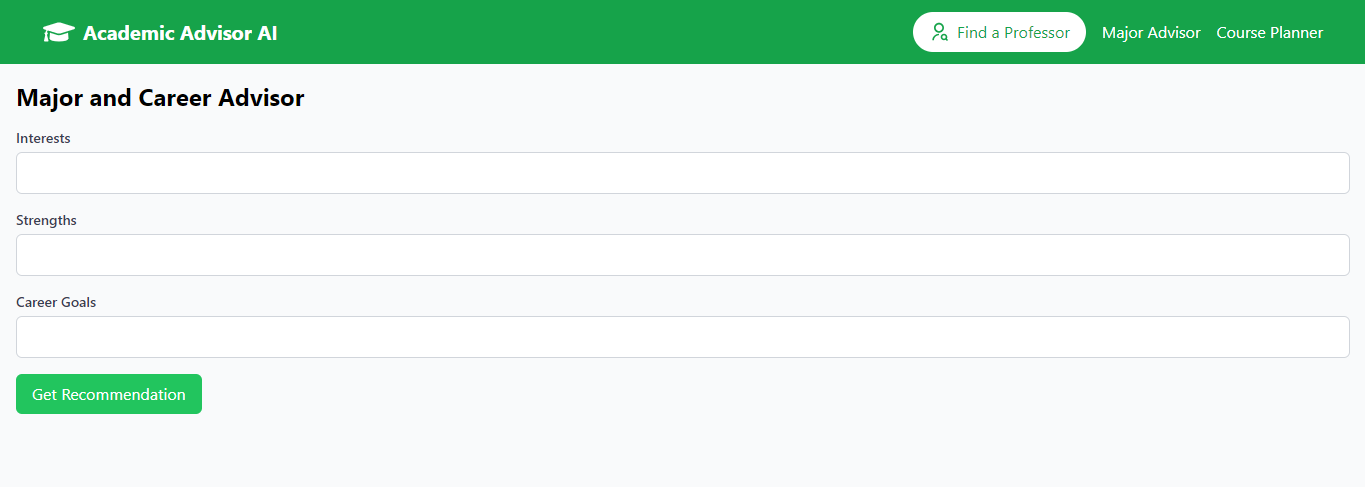 Academic Advisor AI
Find a Professor
Major Advisor
Course Planner
Major and Career Advisor
Interests
Strengths
Career Goals
Get Recommendation